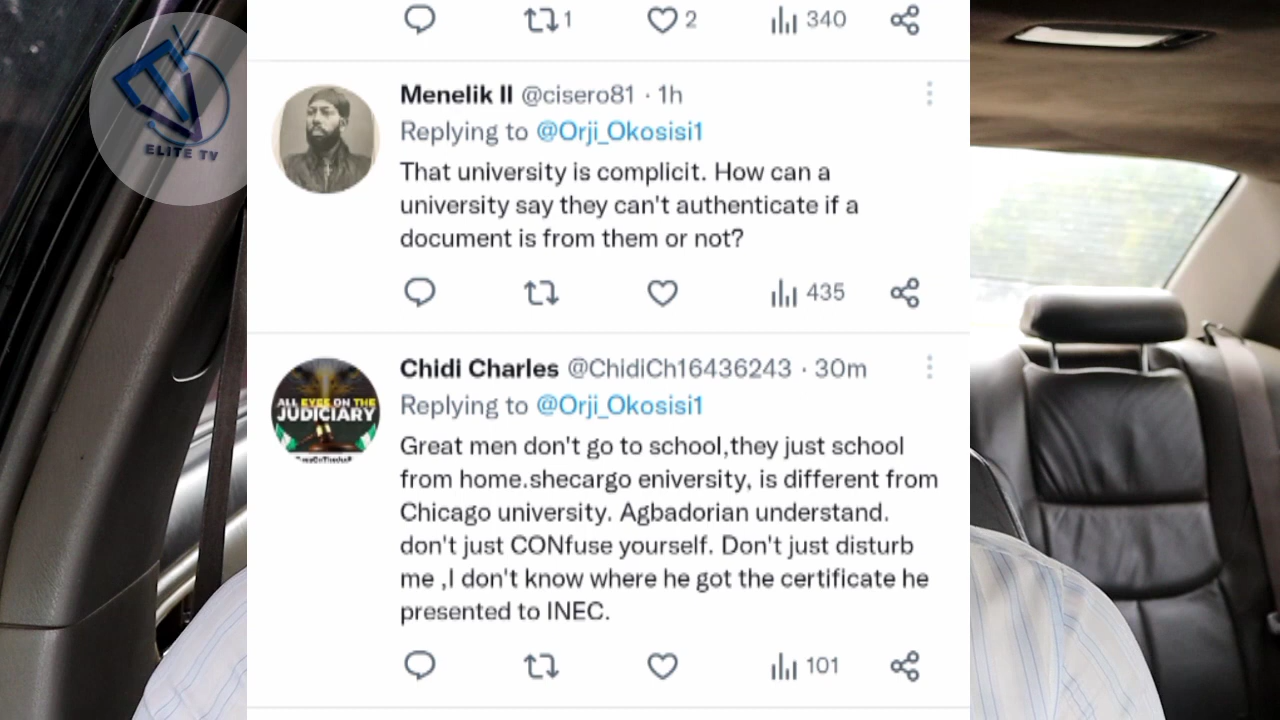 ELITE TV
1 2 340
Menelik II @cisero81 · 1h
Replying to @Orji_Okosisi1
That university is complicit. How can a
university say they can't authenticate if a
document is from them or not?
435
Chidi Charles @ChidiCh16436243 · 30m
ALL EYES ON THE
JUDICIARY
Replying to @Orji_Okosisi1
Great men don't go to school,they just school
from home.shecargo eniversity, is different from
Chicago university. Agbadorian understand.
don't just CONfuse yourself. Don't just disturb
me ,I don't know where he got the certificate he
presented to INEC.
101